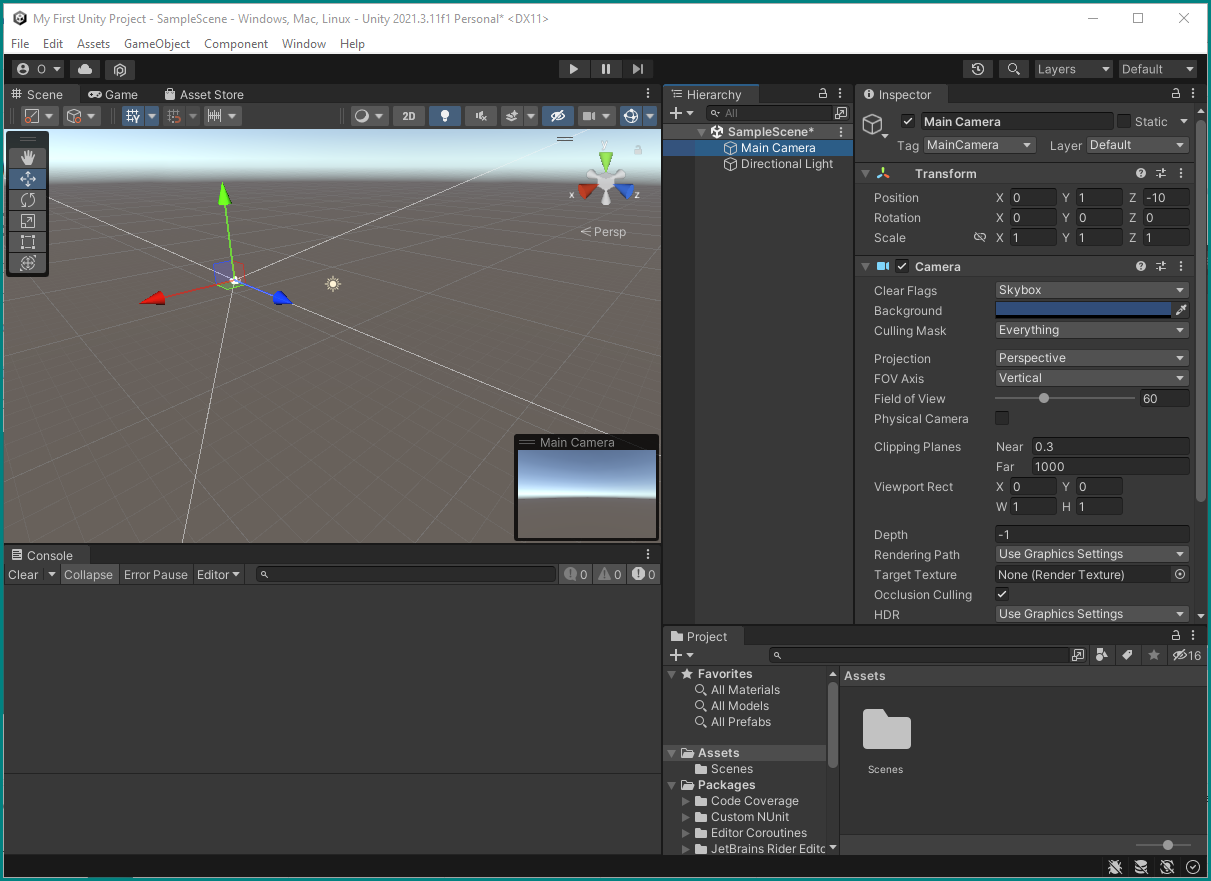 My First Unity Project - SampleScene - Windows, Mac, Linux - Unity 2021.3.11f1 Personal* <DX11>
File Edit Assets GameObject Component Window Help
O
Layers
Default
Scene
Game
Asset Store
2D
All
y
x
z
Persp
Main Camera
Hierarchy
All
SampleScene*
Main Camera
Directional Light
Inspector
Main Camera
Static
Tag MainCamera Layer Default
Transform
Position X 0 Y 1 Z -10
Rotation X 0 Y 0 Z 0
Scale X 1 Y 1 Z 1
Camera
Clear Flags Skybox
Background
Culling Mask Everything
Projection Perspective
FOV Axis Vertical
Field of View 60
Physical Camera
Clipping Planes Near 0.3
Far 1000
Viewport Rect X 0 Y 0
W 1 H 1
Depth -1
Rendering Path Use Graphics Settings
Target Texture None (Render Texture)
Occlusion Culling
HDR Use Graphics Settings
Console
Clear Collapse Error Pause Editor 0 0 0
Project
16
Favorites
All Materials
All Models
All Prefabs
Assets
Scenes
Packages
Code Coverage
Custom NUnit
Editor Coroutines
JetBrains Rider Edito
Assets
Scenes